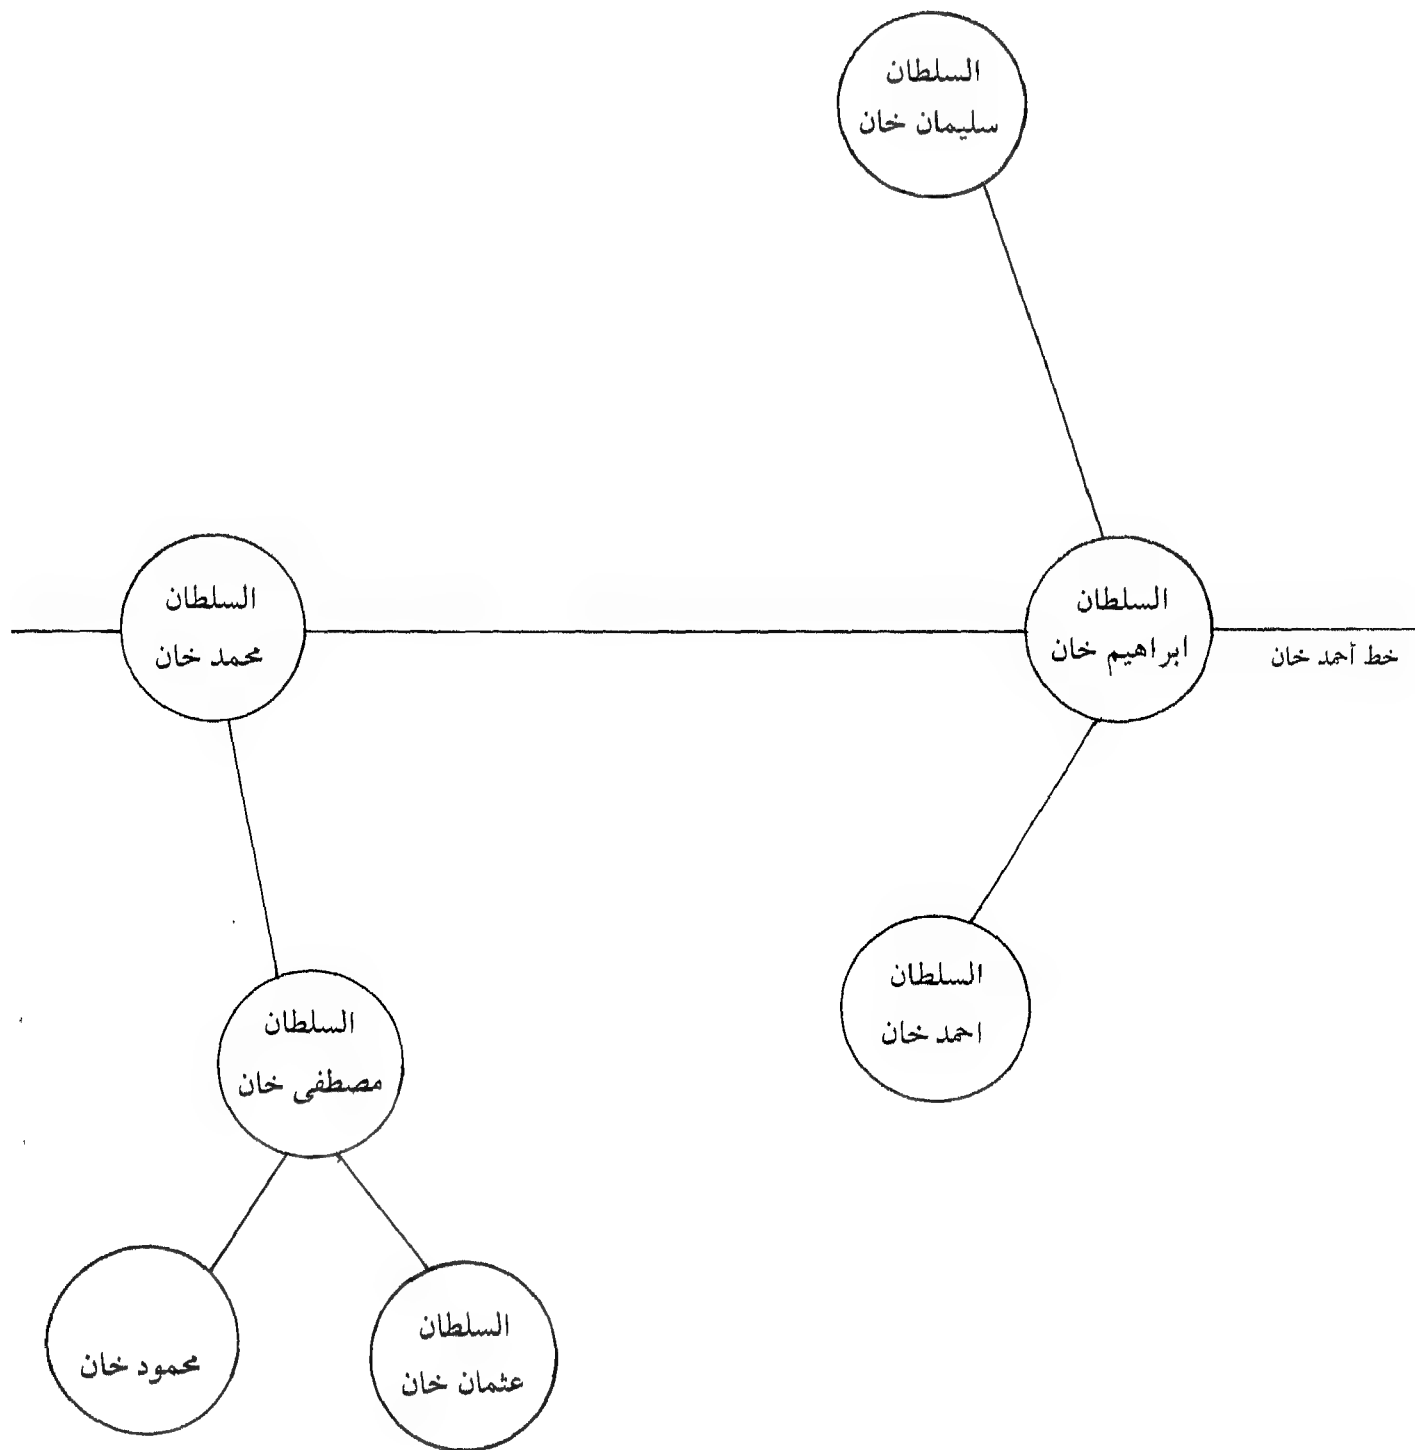 السلطان
سليمان خان
السلطان
ابراهيم خان
خط أحمد خان
السلطان
محمد خان
السلطان
احمد خان
السلطان
مصطفى خان
السلطان
عثمان خان
محمود خان